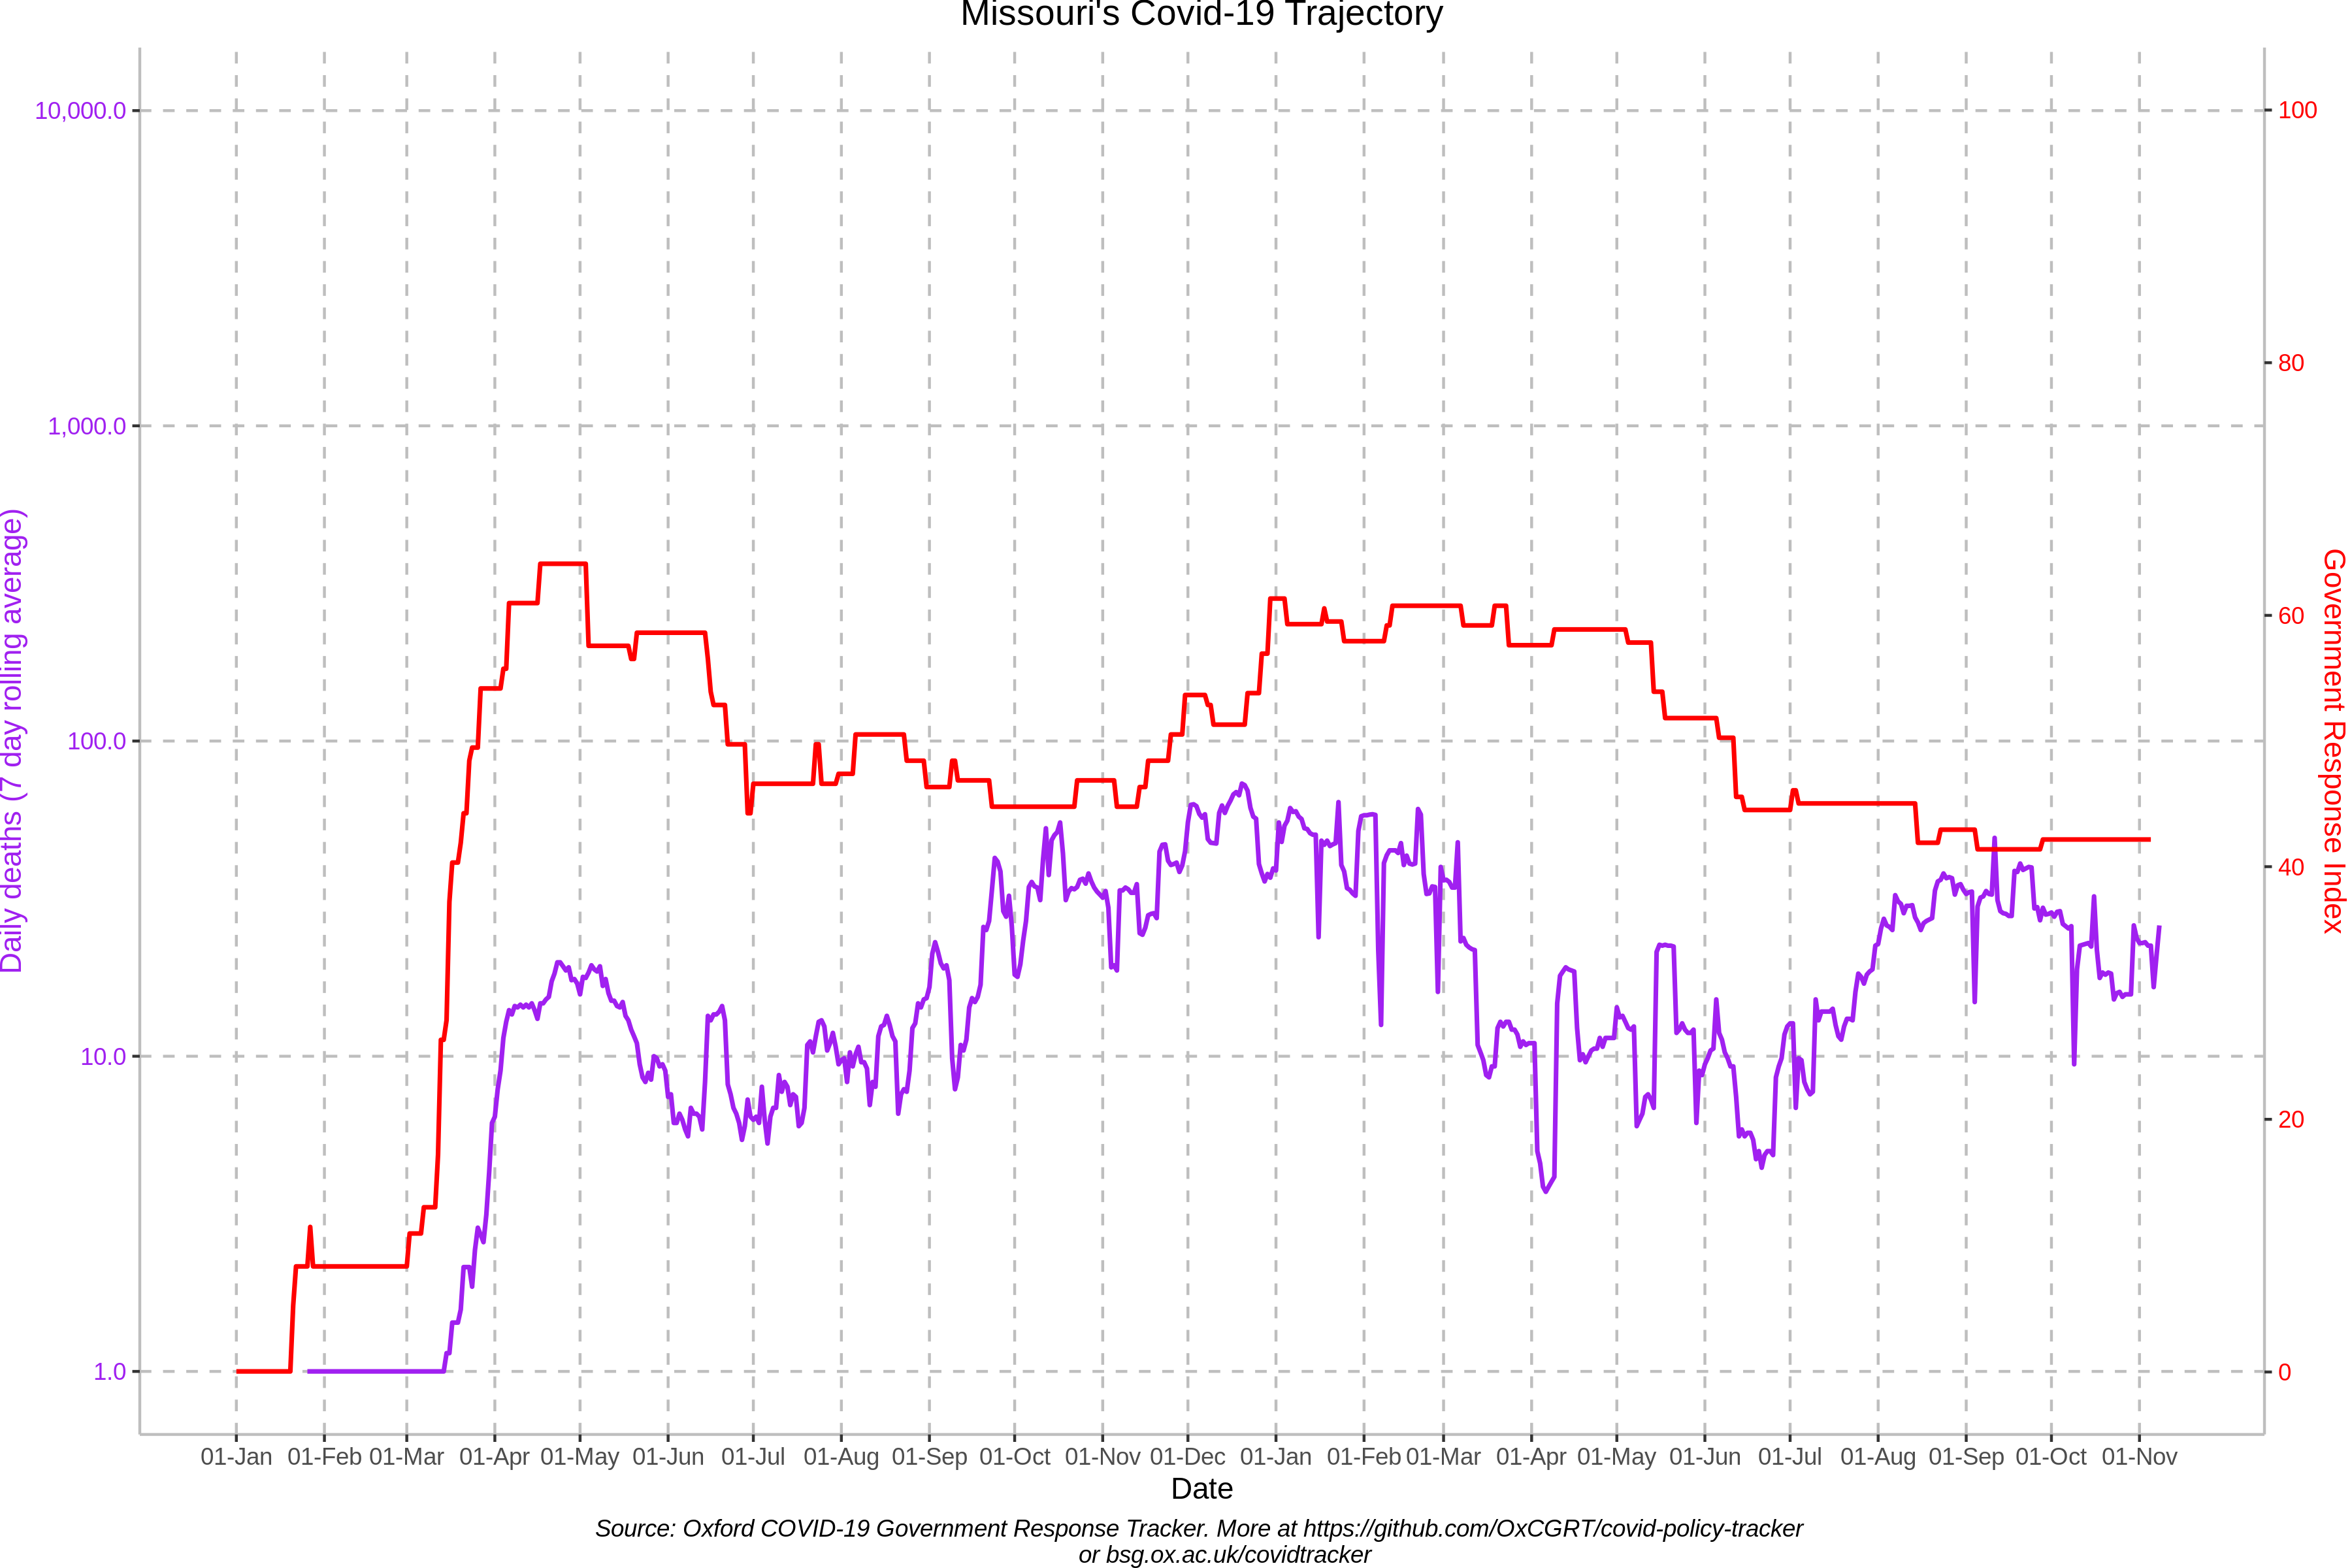 Missouri's Covid-19 Trajectory
10,000.0
1,000.0
100.0
10.0
1.0
Daily deaths (7 day rolling average)
100
80
60
40
20
0
Government Response Index
01-Jan 01-Feb 01-Mar 01-Apr 01-May 01-Jun 01-Jul 01-Aug 01-Sep 01-Oct 01-Nov 01-Dec 01-Jan 01-Feb 01-Mar 01-Apr 01-May 01-Jun 01-Jul 01-Aug 01-Sep 01-Oct 01-Nov
Date
Source: Oxford COVID-19 Government Response Tracker. More at https://github.com/OxCGRT/covid-policy-tracker
or bsg.ox.ac.uk/covidtracker